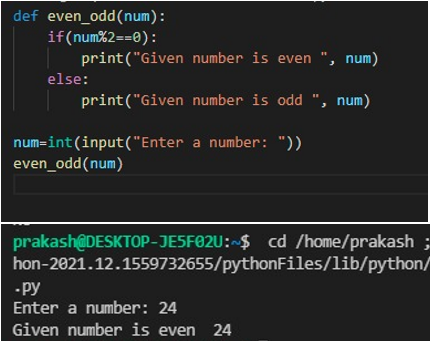 def even_odd(num):
    if(num%2==0):
        print("Given number is even ", num)
    else:
        print("Given number is odd ", num)

num=int(input("Enter a number: "))
even_odd(num)
prakash@DESKTOP-JE5F02U:~$  cd /home/prakash ;
hon-2021.12.1559732655/pythonFiles/lib/python/
.py
Enter a number: 24
Given number is even  24